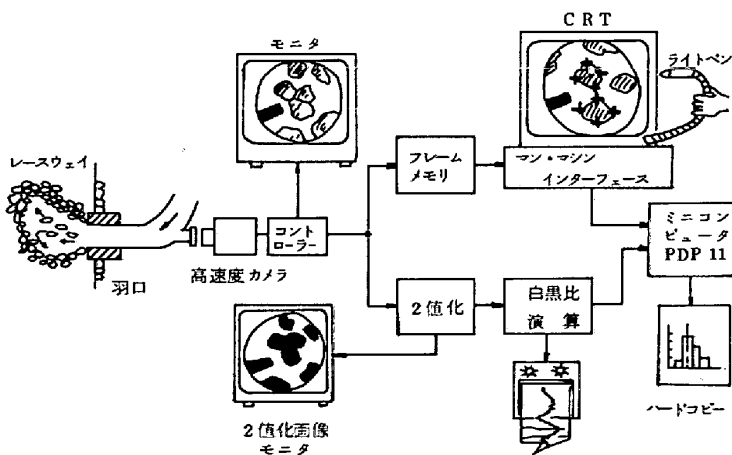 モニタ
CRT
ライトペン
レースウェイ
フレーム
メモリ
マン・マシン
インターフェース
コント
ローラー
ミニコン
ピュータ
PDP 11
羽口
高速度カメラ
2値化
白黒比
演算
2値化画像
モニタ
ハードコピー